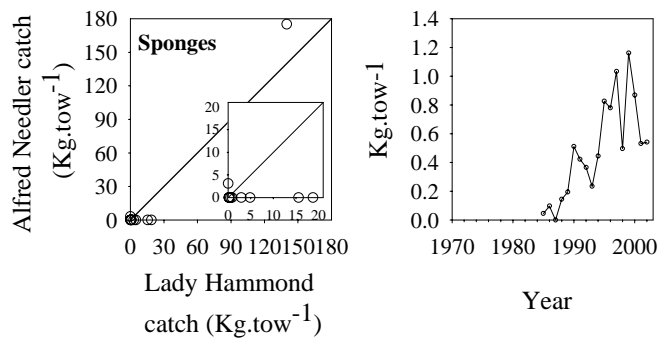 Sponges
Alfred Needler catch
(Kg.tow-1)
180
150
120
90
60
30
0
0 30 60 90 120 150 180
20
15
10
5
0
0 5 10 15 20
Lady Hammond
catch (Kg.tow-1)
Kg.tow-1
1.4
1.2
1.0
0.8
0.6
0.4
0.2
0.0
1970 1980 1990 2000
Year